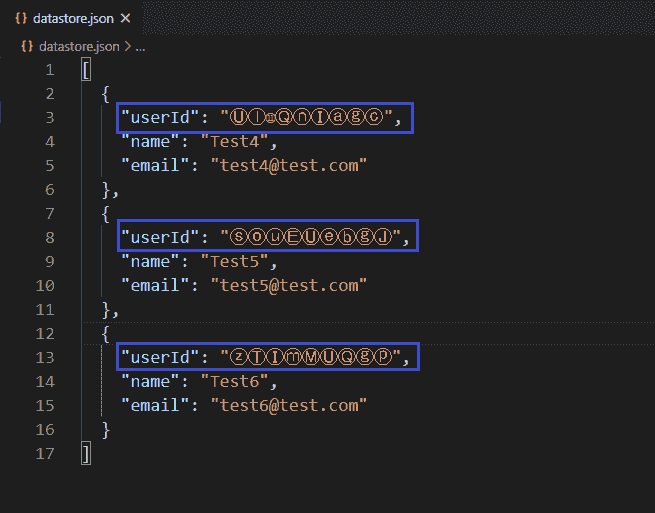 {} datastore.json ×
{} datastore.json > ...
1 [
2 {
3 "userId": "ⓊⓛⓠⓃⒾⓐⓖⓒ",
4 "name": "Test4",
5 "email": "test4@test.com"
6 },
7 {
8 "userId": "ⓢⓞⓤⒺⓊⓔⓑⓖⒿ",
9 "name": "Test5",
10 "email": "test5@test.com"
11 },
12 {
13 "userId": "ⓩⓉⒾⓜⓂⓊⓆⓖⓅ",
14 "name": "Test6",
15 "email": "test6@test.com"
16 }
17 ]